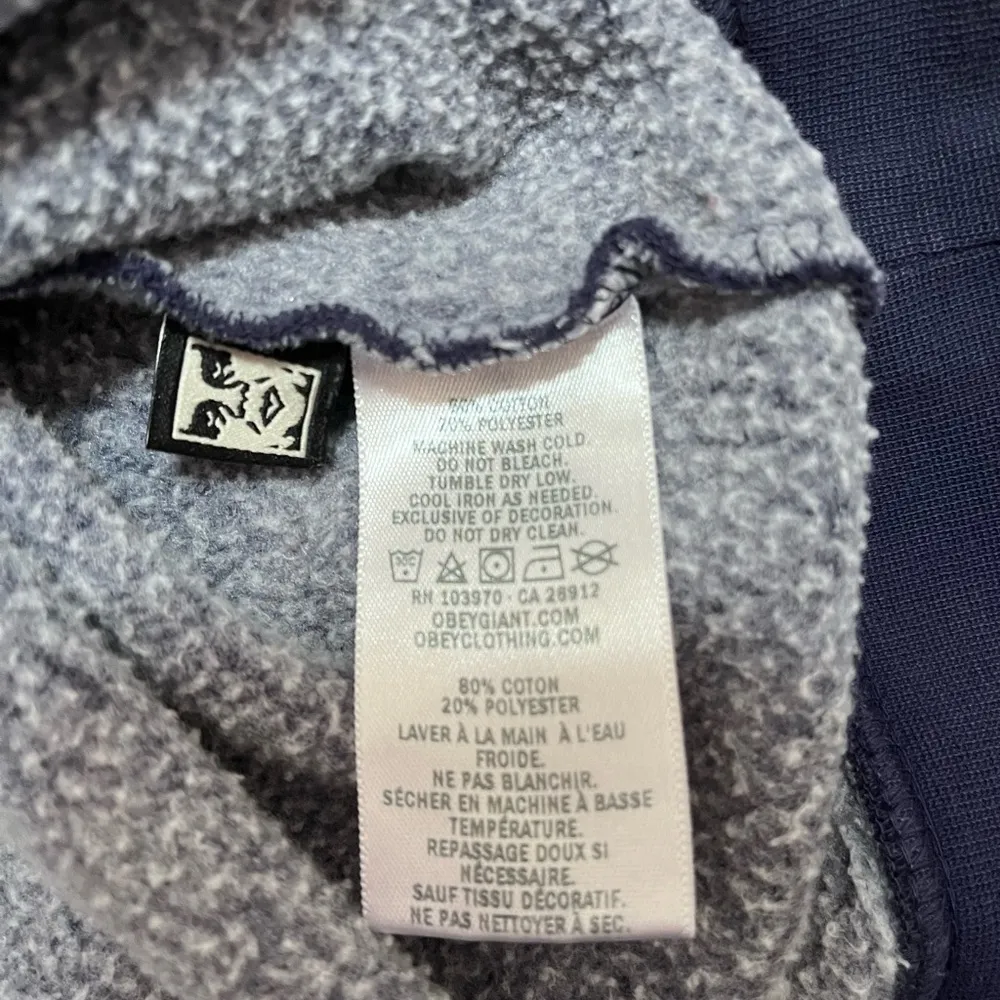 80% COTTON
20% POLYESTER
MACHINE WASH COLD.
DO NOT BLEACH.
TUMBLE DRY LOW.
COOL IRON AS NEEDED.
EXCLUSIVE OF DECORATION.
DO NOT DRY CLEAN.
30C
RN 103970 · CA 28912
OBEYGIANT.COM
OBEYCLOTHING.COM
80% COTON
20% POLYESTER
LAVER À LA MAIN À L'EAU
FROIDE.
NE PAS BLANCHIR.
SÉCHER EN MACHINE À BASSE
TEMPÉRATURE.
REPASSAGE DOUX SI
NÉCESSAIRE.
SAUF TISSU DÉCORATIF.
NE PAS NETTOYER À SEC.